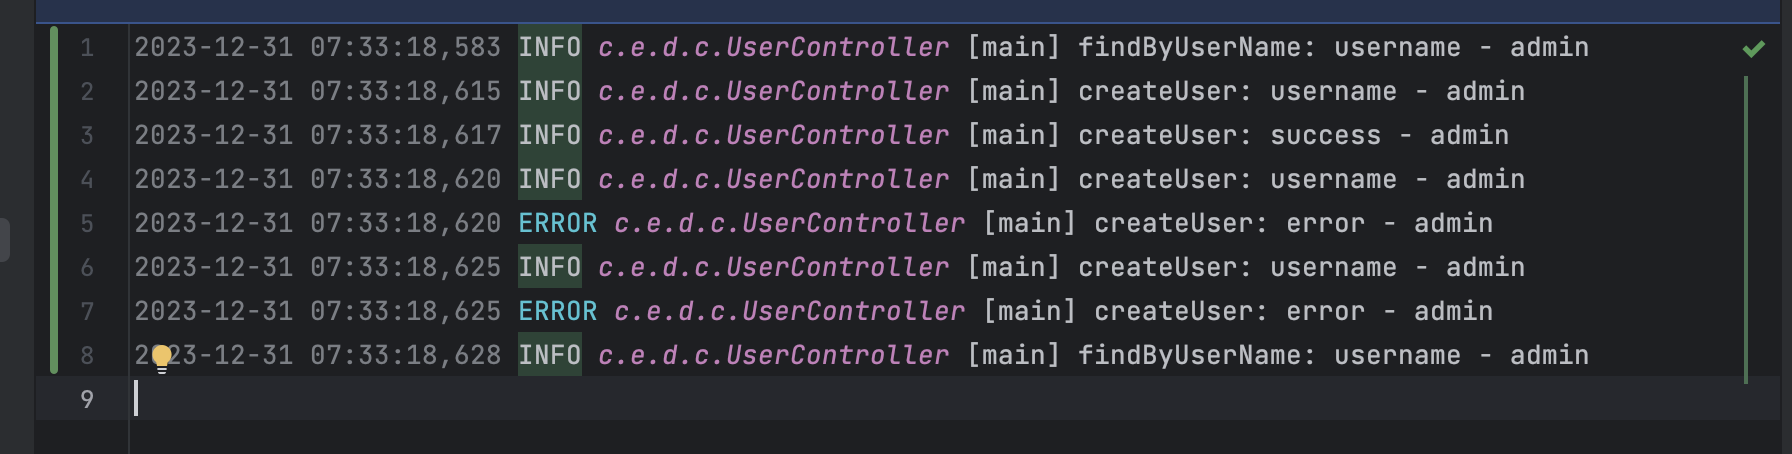 1 2023-12-31 07:33:18,583 INFO c.e.d.c.UserController [main] findByUserName: username - admin
2 2023-12-31 07:33:18,615 INFO c.e.d.c.UserController [main] createUser: username - admin
3 2023-12-31 07:33:18,617 INFO c.e.d.c.UserController [main] createUser: success - admin
4 2023-12-31 07:33:18,620 INFO c.e.d.c.UserController [main] createUser: username - admin
5 2023-12-31 07:33:18,620 ERROR c.e.d.c.UserController [main] createUser: error - admin
6 2023-12-31 07:33:18,625 INFO c.e.d.c.UserController [main] createUser: username - admin
7 2023-12-31 07:33:18,625 ERROR c.e.d.c.UserController [main] createUser: error - admin
8 2023-12-31 07:33:18,628 INFO c.e.d.c.UserController [main] findByUserName: username - admin
9